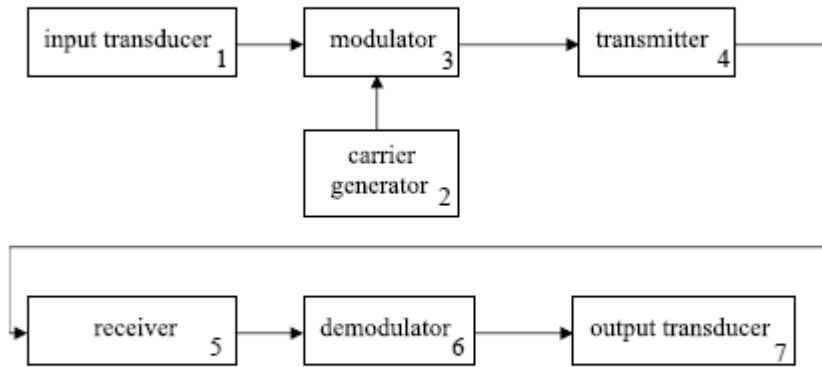 input transducer
1
modulator
3
transmitter
4
carrier
generator
2
receiver
5
demodulator
6
output transducer
7